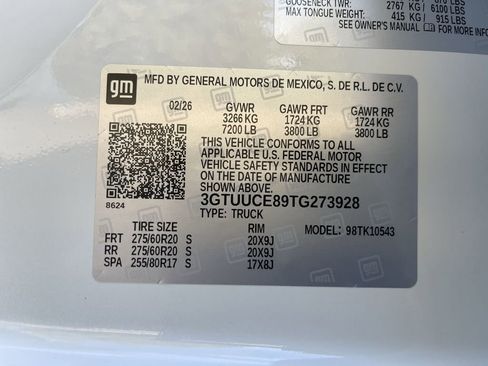 GOOSENECK TWR: 2767 KG / 6100 LBS
MAX TONGUE WEIGHT: 415 KG / 915 LBS
SEE OWNER'S MANUAL FOR MORE
gm
MFD BY GENERAL MOTORS DE MEXICO, S. DE R.L. DE C.V.
02/26 GVWR GAWR FRT GAWR RR
3266 KG 1724 KG 1724 KG
7200 LB 3800 LB 3800 LB
THIS VEHICLE CONFORMS TO ALL
APPLICABLE U.S. FEDERAL MOTOR
VEHICLE SAFETY STANDARDS IN EFFECT
ON THE DATE OF MANUFACTURE
SHOWN ABOVE.
3GTUUCE89TG273928
8624
TYPE: TRUCK
TIRE SIZE RIM MODEL: 98TK10543
FRT 275/60R20 S 20X9J
RR 275/60R20 S 20X9J
SPA 255/80R17 S 17X8J